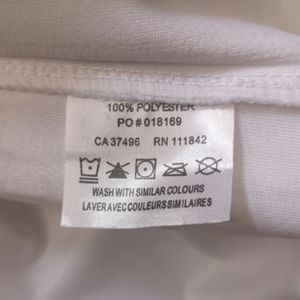 100% POLYESTER
PO # 018169
CA 37496 RN 111842
WASH WITH SIMILAR COLOURS
LAVER AVEC COULEURS SIMILAIRES